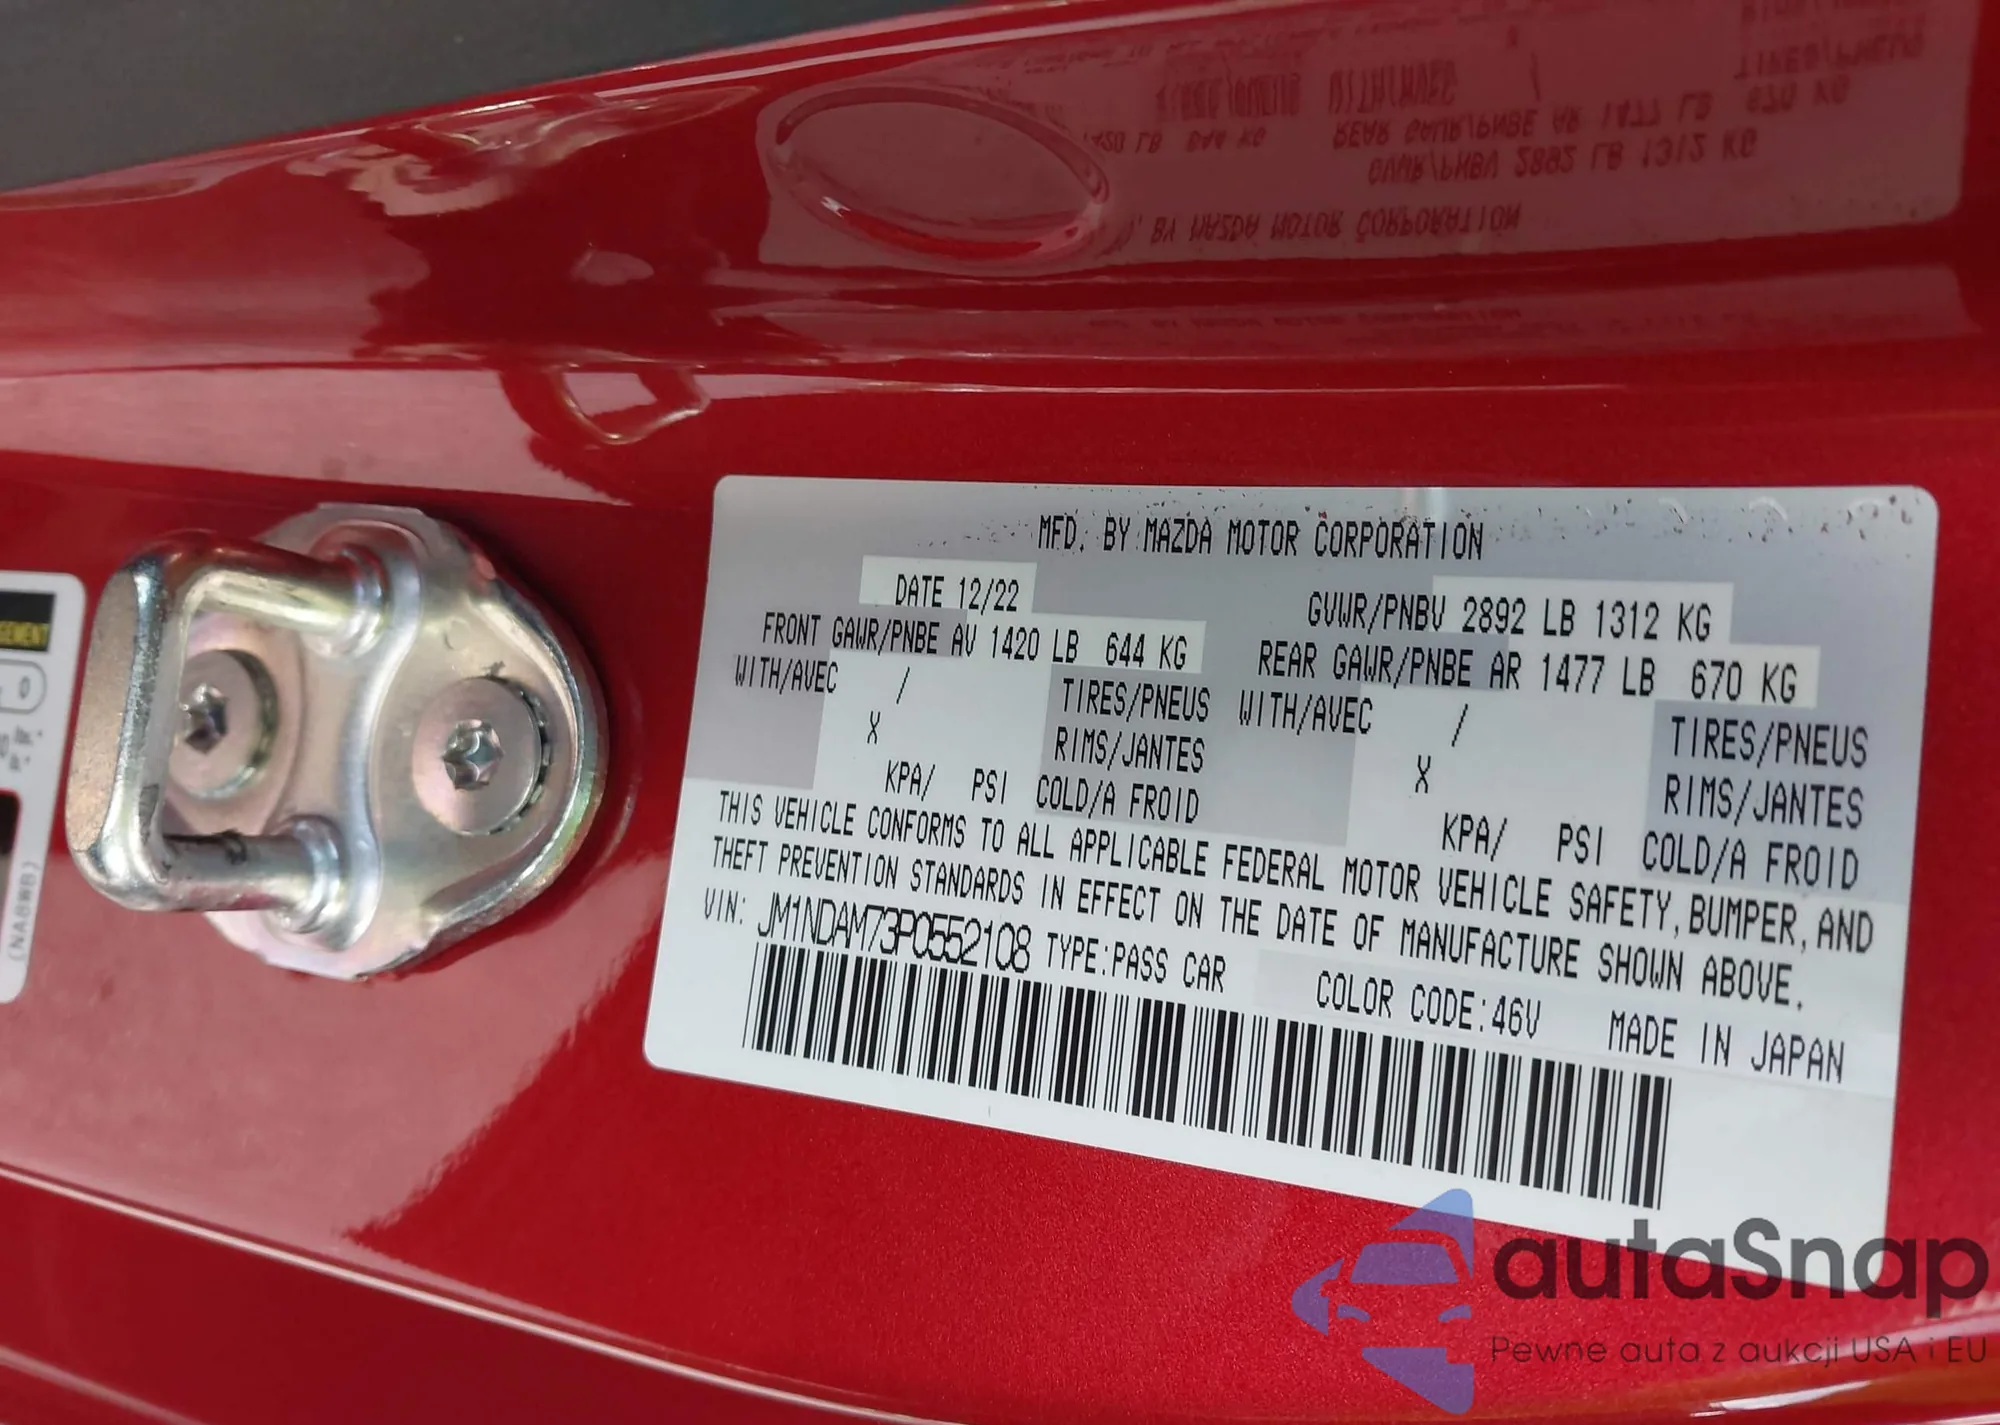 MFD. BY MAZDA MOTOR CORPORATION
DATE 12/22 GVWR/PNBV 2892 LB 1312 KG
FRONT GAWR/PNBE AV 1420 LB 644 KG REAR GAWR/PNBE AR 1477 LB 670 KG
WITH/AVEC / TIRES/PNEUS WITH/AVEC / TIRES/PNEUS
X RIMS/JANTES X RIMS/JANTES
KPA/ PSI COLD/A FROID KPA/ PSI COLD/A FROID
THIS VEHICLE CONFORMS TO ALL APPLICABLE FEDERAL MOTOR VEHICLE SAFETY, BUMPER, AND
THEFT PREVENTION STANDARDS IN EFFECT ON THE DATE OF MANUFACTURE SHOWN ABOVE.
VIN: JM1NDAM73P0552108 TYPE:PASS CAR COLOR CODE:46V MADE IN JAPAN
(NA8WB)
autaSnap
Pewne auta z aukcji USA i EU